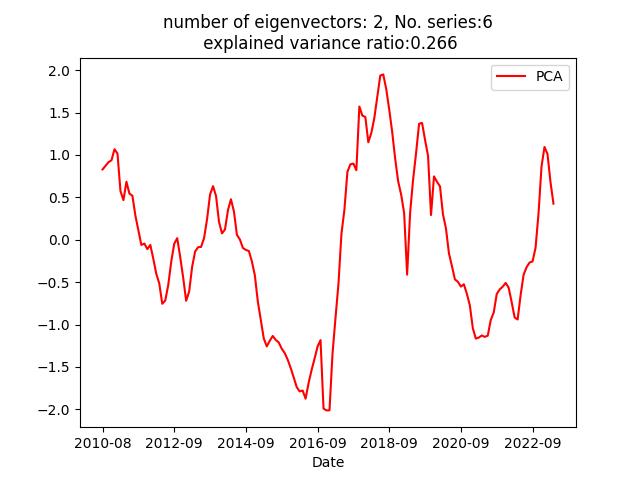 number of eigenvectors: 2, No. series:6
explained variance ratio:0.266
PCA
2.0
1.5
1.0
0.5
0.0
−0.5
−1.0
−1.5
−2.0
2010-08 2012-09 2014-09 2016-09 2018-09 2020-09 2022-09
Date